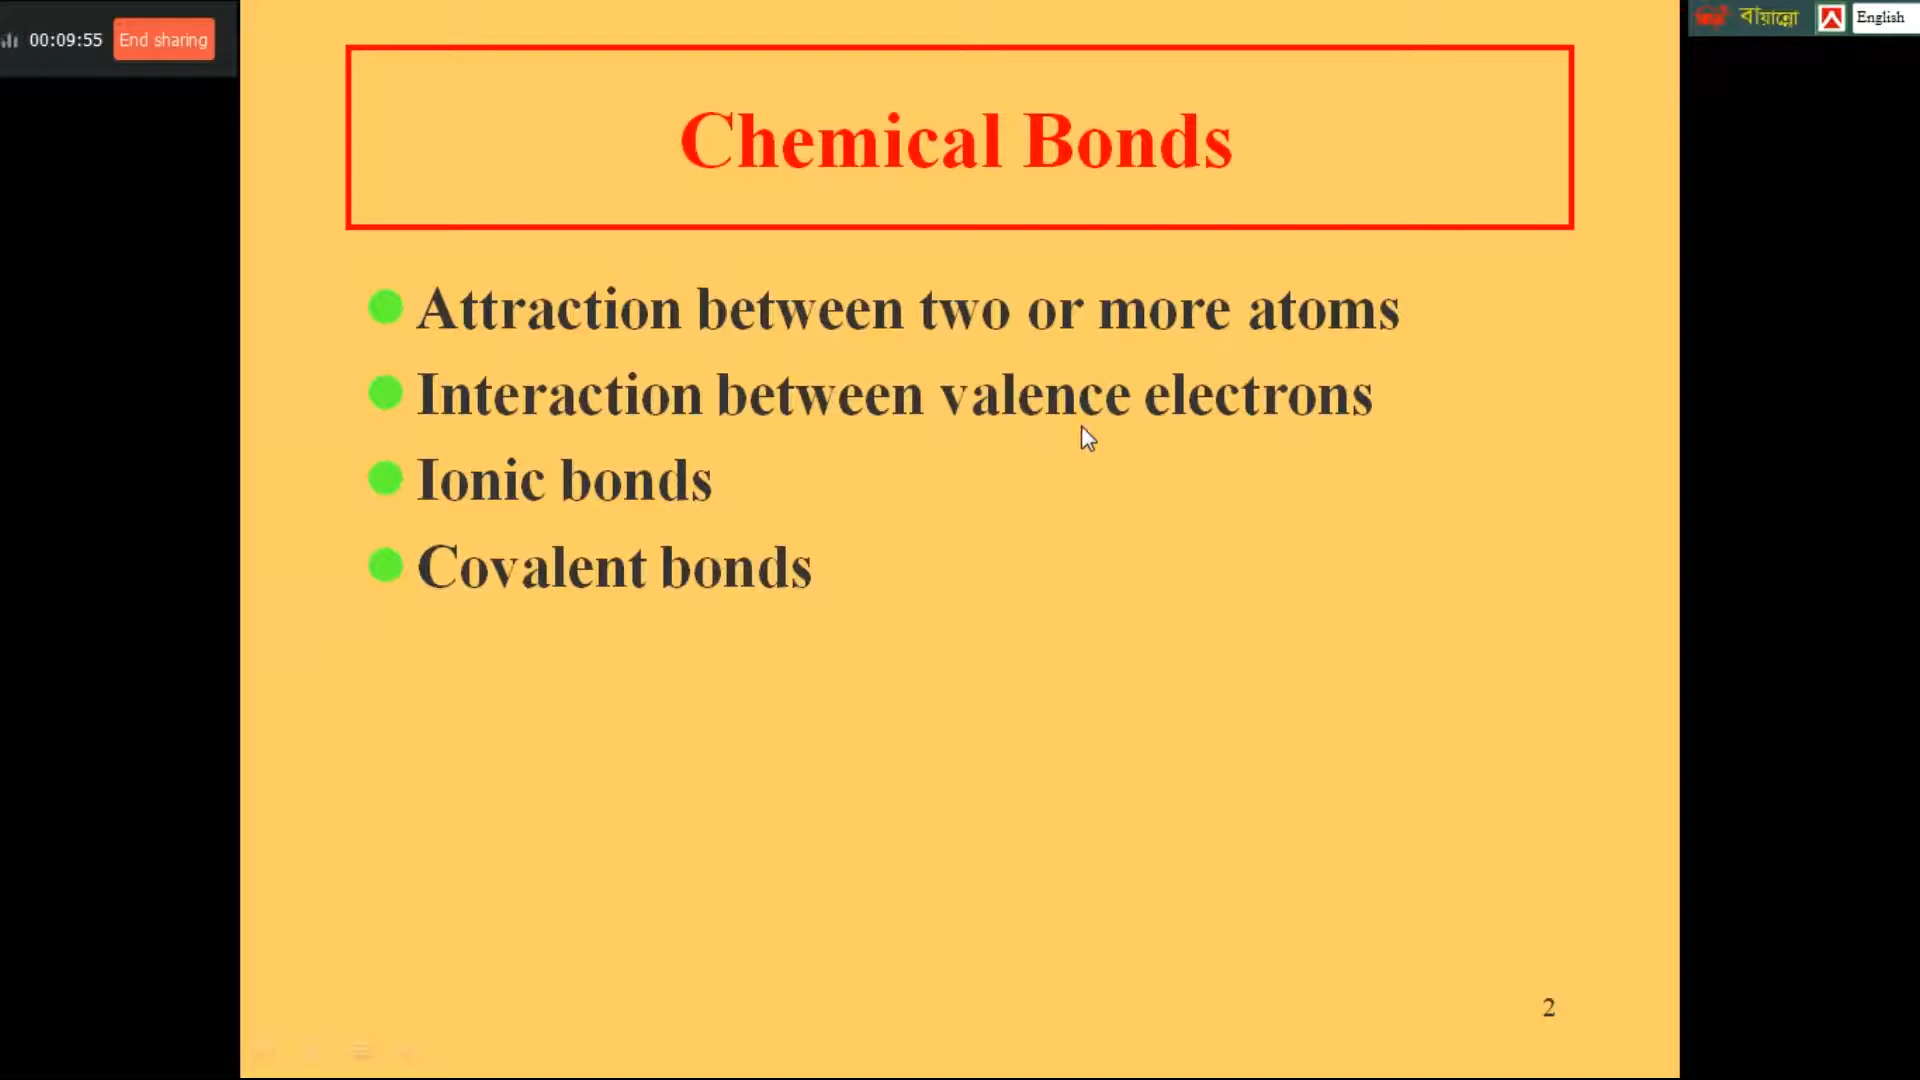 00:09:55 End sharing
বায়ান্নো English
Chemical Bonds
Attraction between two or more atoms
Interaction between valence electrons
Ionic bonds
Covalent bonds
2